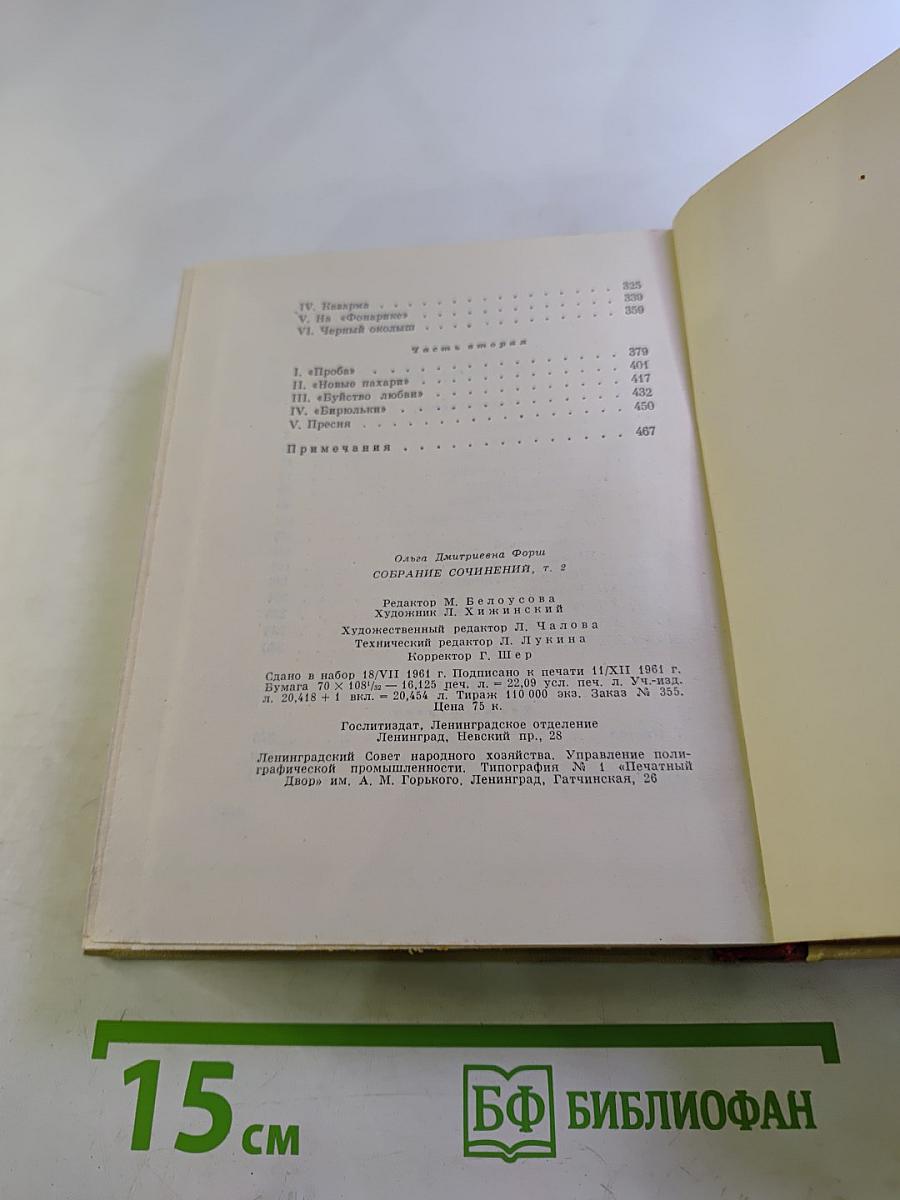 IV. Казарма . . . . . . . . . . . . . . . 325
V. На «Фонарике» . . . . . . . . . . . . . 339
VI. Черный околыш . . . . . . . . . . . . 359
Часть вторая
I. «Проба» . . . . . . . . . . . . . . . . 379
II. «Новые пахари» . . . . . . . . . . . . 401
III. «Буйство любви» . . . . . . . . . . . 417
IV. «Бирюльки» . . . . . . . . . . . . . . 432
V. Пресня . . . . . . . . . . . . . . . . 450
Примечания . . . . . . . . . . . . . . 467
Ольга Дмитриевна Форш
СОБРАНИЕ СОЧИНЕНИЙ, т. 2
Редактор М. Белоусова
Художник Л. Хижинский
Художественный редактор Л. Чалова
Технический редактор Л. Лукина
Корректор Г. Шер
Сдано в набор 18/VII 1961 г. Подписано к печати 11/XII 1961 г.
Бумага 70 × 108¹/₃₂ — 16,125 печ. л. = 22,09 усл. печ. л. Уч.-изд.
л. 20,418 + 1 вкл. = 20,454 л. Тираж 110 000 экз. Заказ № 355.
Цена 75 к.
Гослитиздат, Ленинградское отделение
Ленинград, Невский пр., 28
Ленинградский Совет народного хозяйства. Управление поли-
графической промышленности. Типография № 1 «Печатный
Двор» им. А. М. Горького. Ленинград, Гатчинская, 26
15 см
БФ БИБЛИОФАН